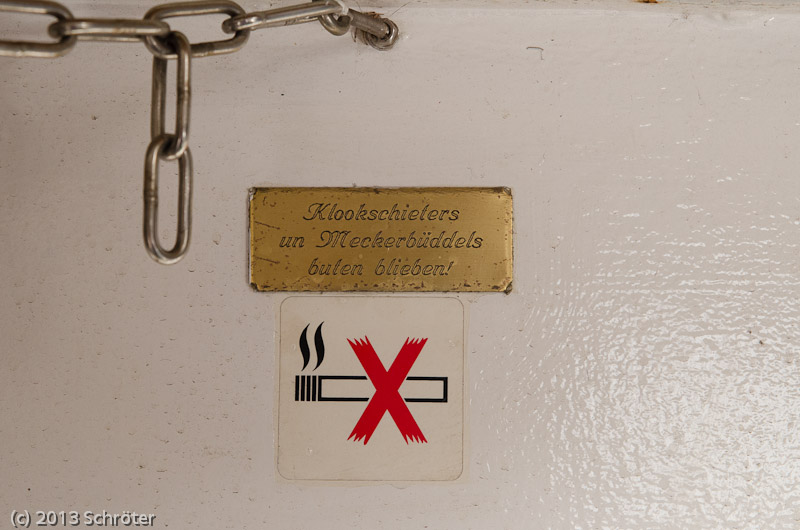 Klookschieters
un Meckerbüddels
buten blieben!
(c) 2013 Schröter